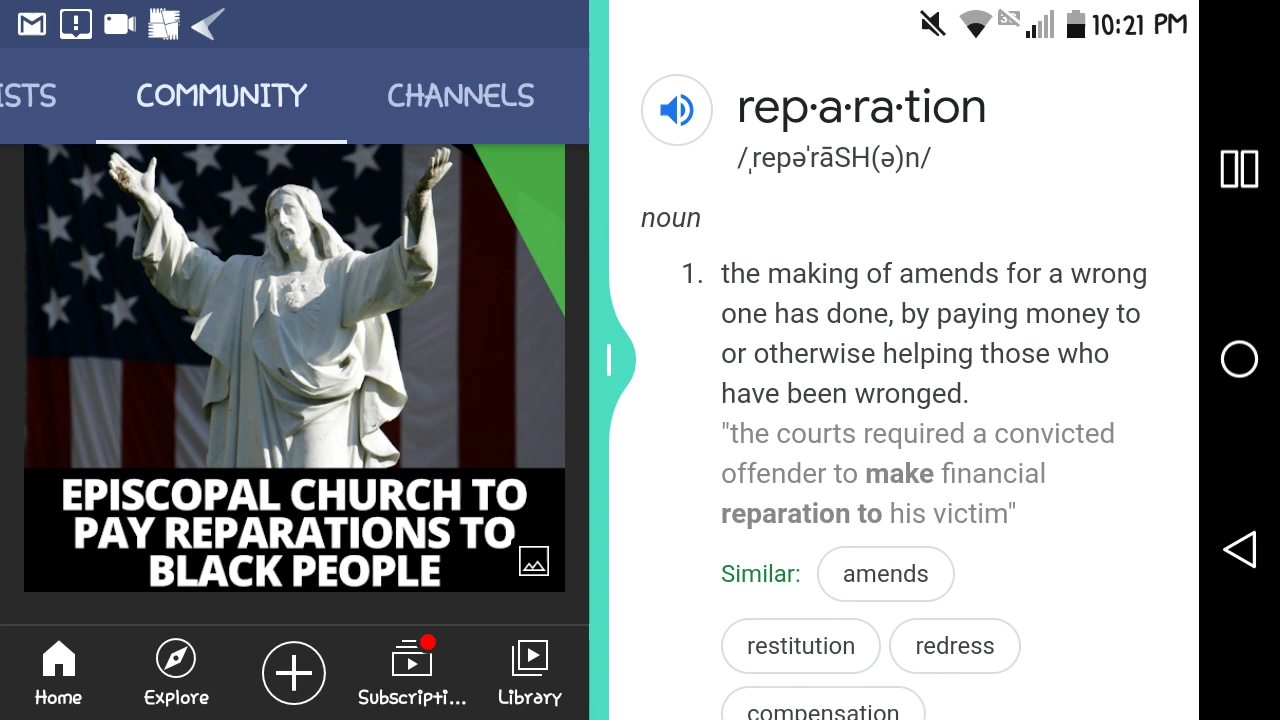 ISTS COMMUNITY CHANNELS
EPISCOPAL CHURCH TO
PAY REPARATIONS TO
BLACK PEOPLE
Home Explore Subscripti... Library
10:21 PM
rep·a·ra·tion
/ˌrepəˈrāSH(ə)n/
noun
1. the making of amends for a wrong
one has done, by paying money to
or otherwise helping those who
have been wronged.
"the courts required a convicted
offender to make financial
reparation to his victim"
Similar: amends
restitution redress
compensation